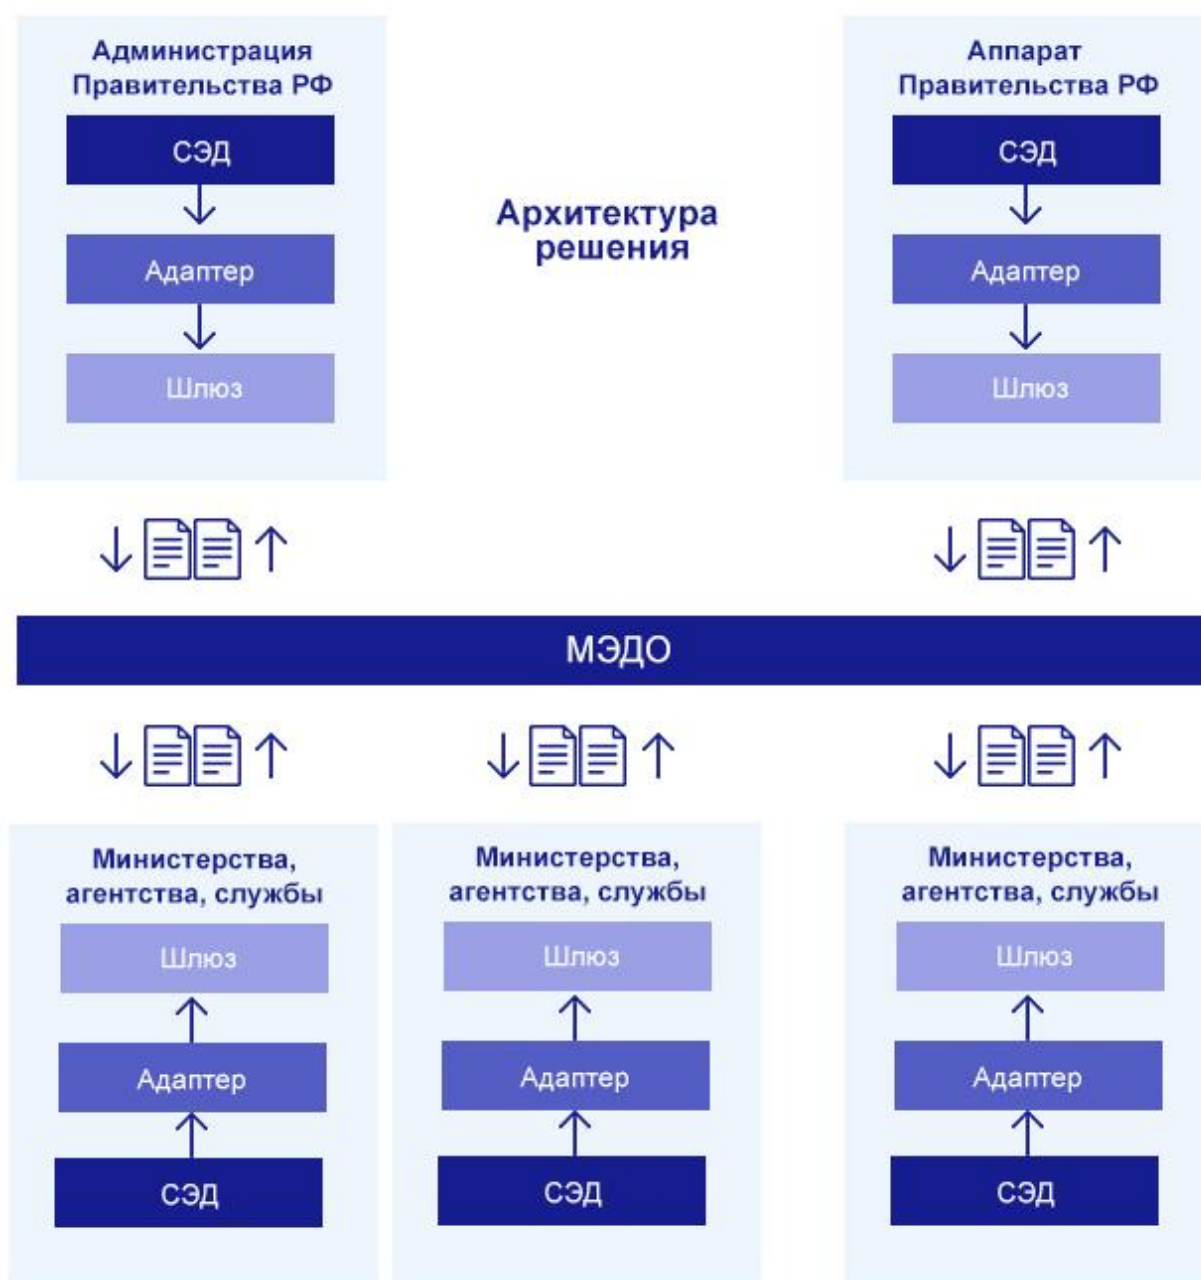 Администрация
Правительства РФ
СЭД
Адаптер
Шлюз
Архитектура
решения
Аппарат
Правительства РФ
СЭД
Адаптер
Шлюз
МЭДО
Министерства,
агентства, службы
Шлюз
Адаптер
СЭД
Министерства,
агентства, службы
Шлюз
Адаптер
СЭД
Министерства,
агентства, службы
Шлюз
Адаптер
СЭД